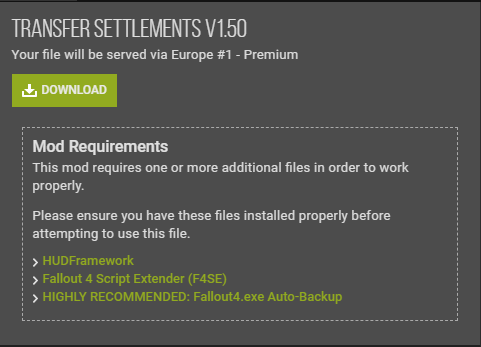 TRANSFER SETTLEMENTS V1.50
Your file will be served via Europe #1 - Premium
DOWNLOAD
Mod Requirements
This mod requires one or more additional files in order to work
properly.
Please ensure you have these files installed properly before
attempting to use this file.
HUDFramework
Fallout 4 Script Extender (F4SE)
HIGHLY RECOMMENDED: Fallout4.exe Auto-Backup